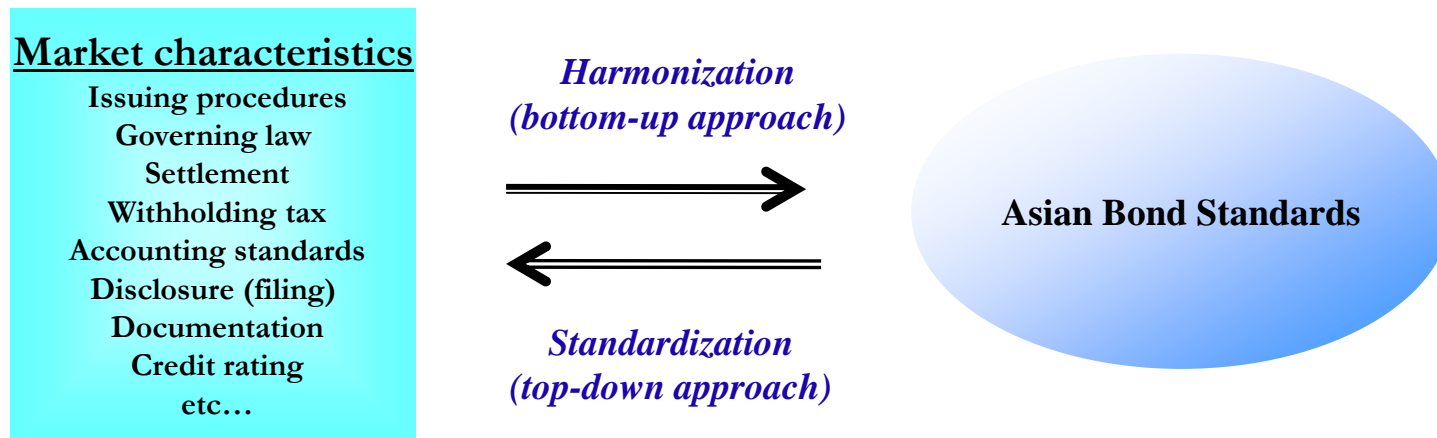 Market characteristics
Issuing procedures
Governing law
Settlement
Withholding tax
Accounting standards
Disclosure (filing)
Documentation
Credit rating
etc…
Harmonization
(bottom-up approach)
Standardization
(top-down approach)
Asian Bond Standards